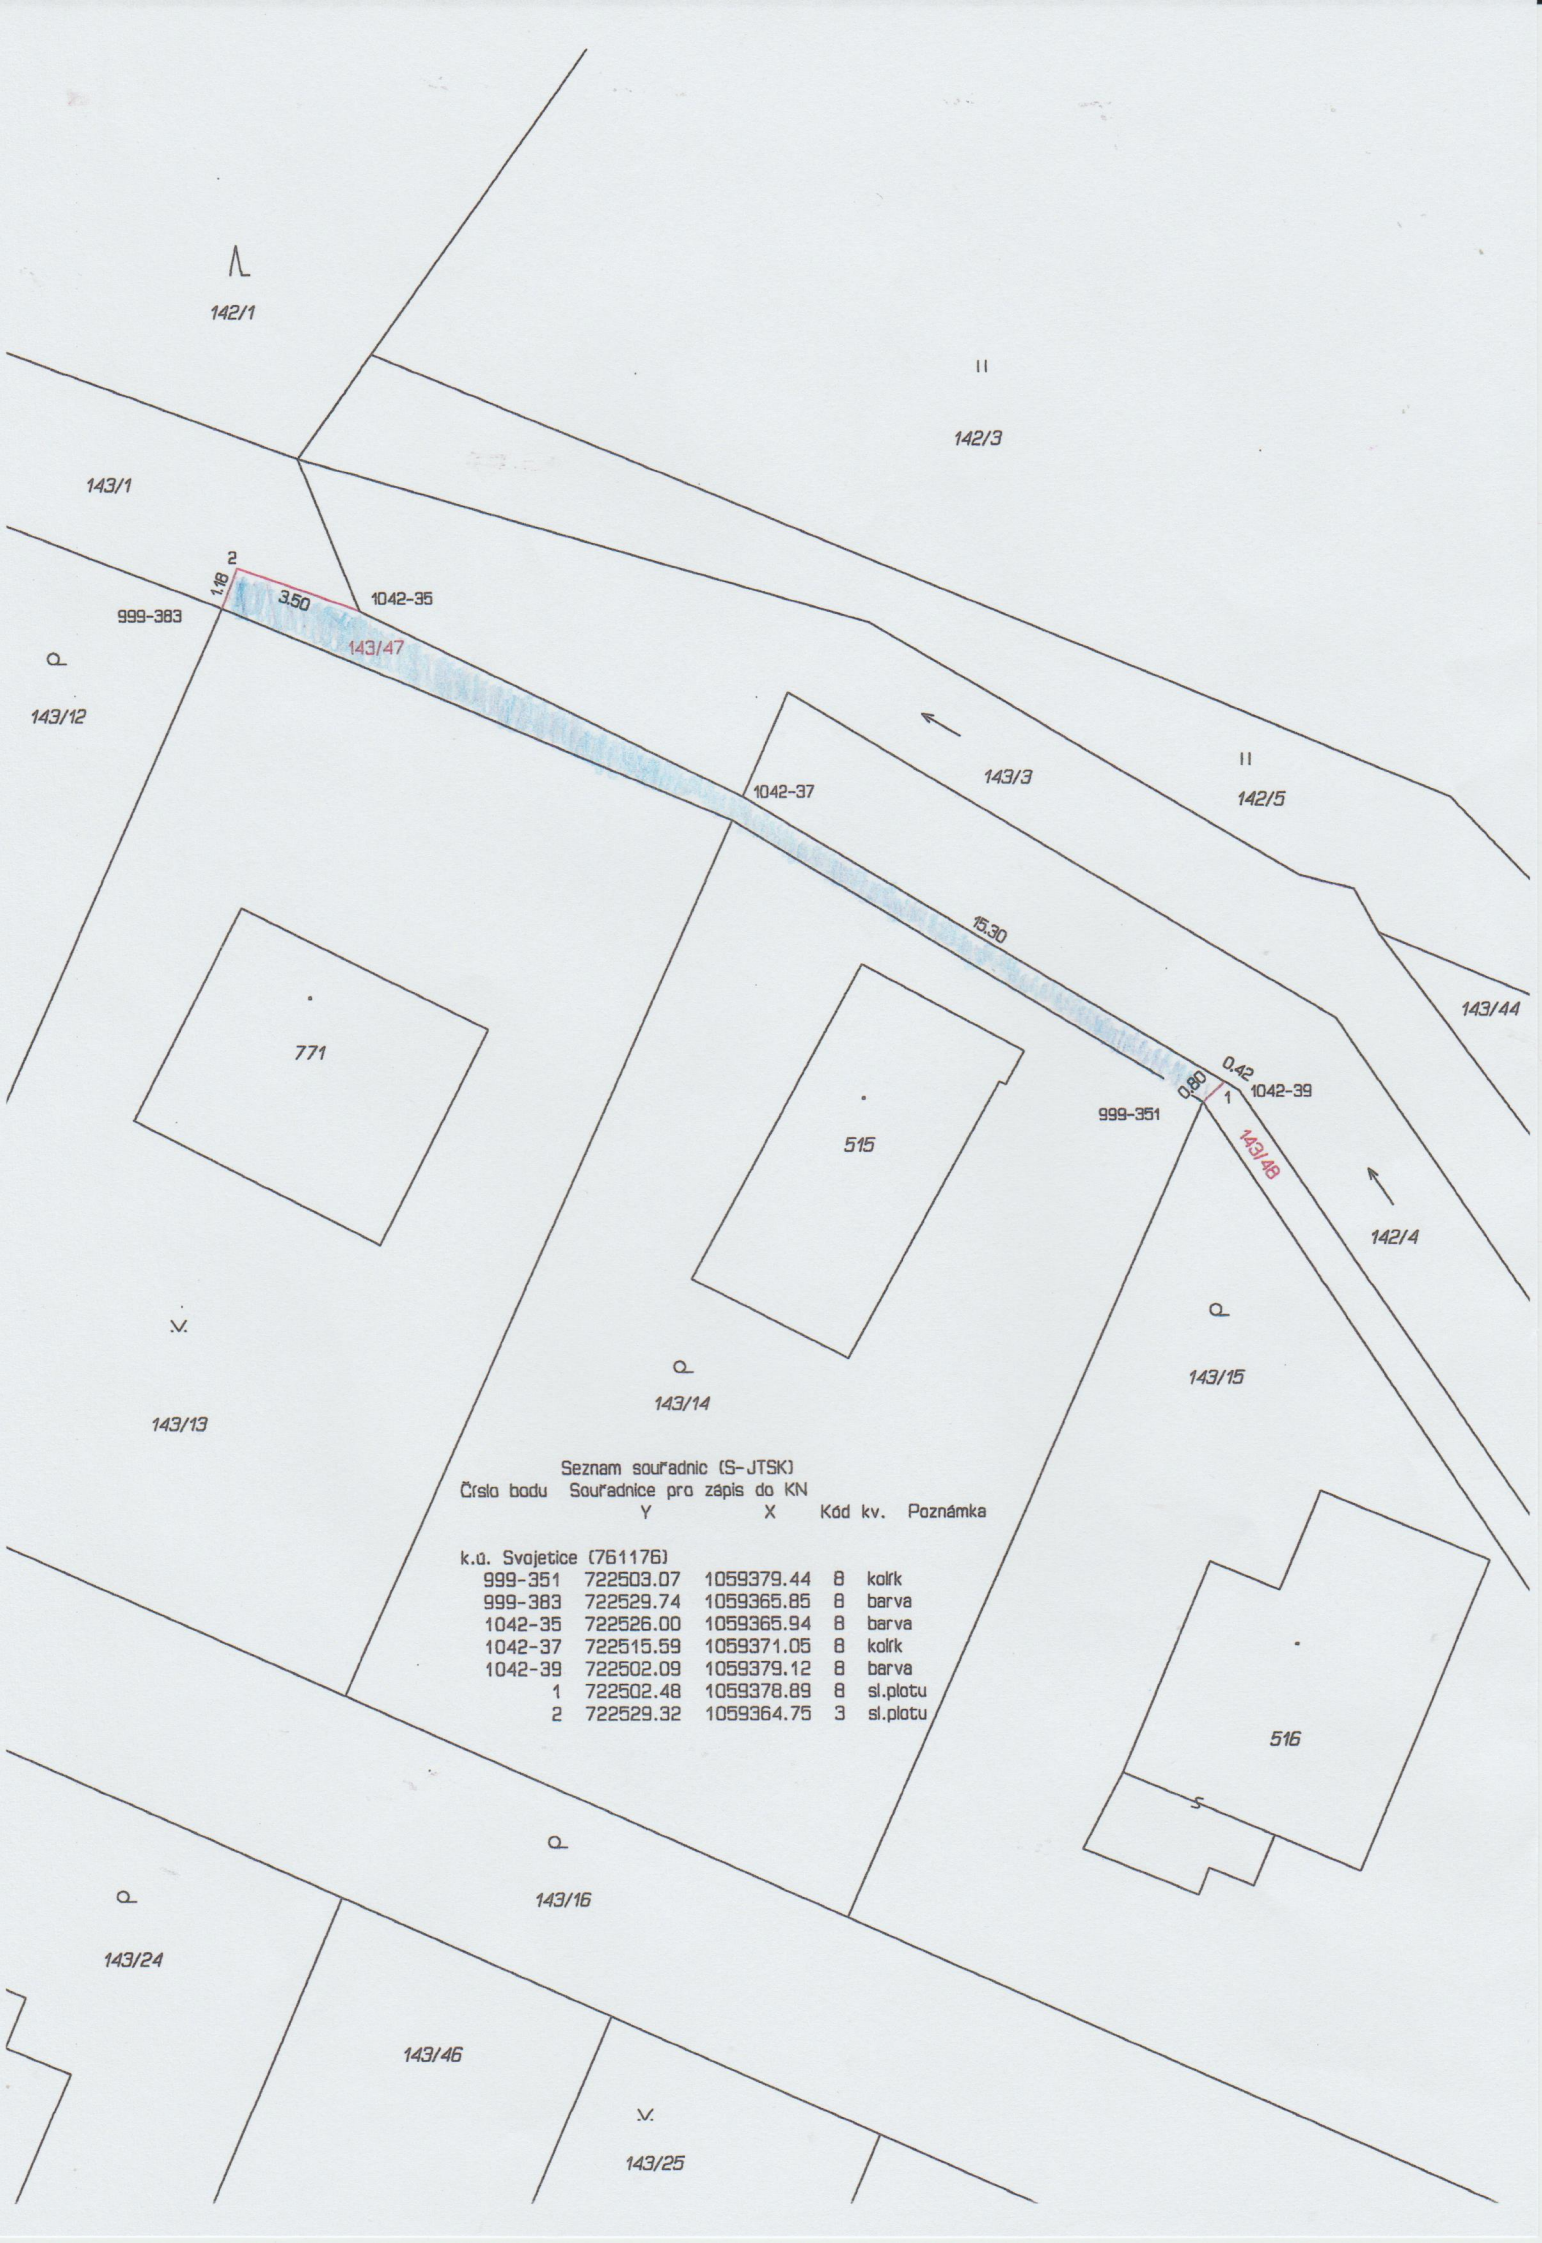 142/1
142/3
143/1
2
1.18
3.50
1042-35
999-383
143/47
143/12
1042-37
143/3
142/5
15.30
143/44
771
0.42
0.80
1042-39
1
999-351
515
143/48
142/4
143/15
143/14
143/13
Seznam souřadnic (S-JTSK)
Číslo bodu Souřadnice pro zápis do KN
Y X Kód kv. Poznámka
k.ú. Svojetice (761176)
999-351 722503.07 1059379.44 8 kolík
999-383 722529.74 1059365.85 8 barva
1042-35 722526.00 1059365.94 8 barva
1042-37 722515.59 1059371.05 8 kolík
1042-39 722502.09 1059379.12 8 barva
1 722502.48 1059378.89 8 sl.plotu
2 722529.32 1059364.75 3 sl.plotu
516
143/16
143/24
143/46
143/25